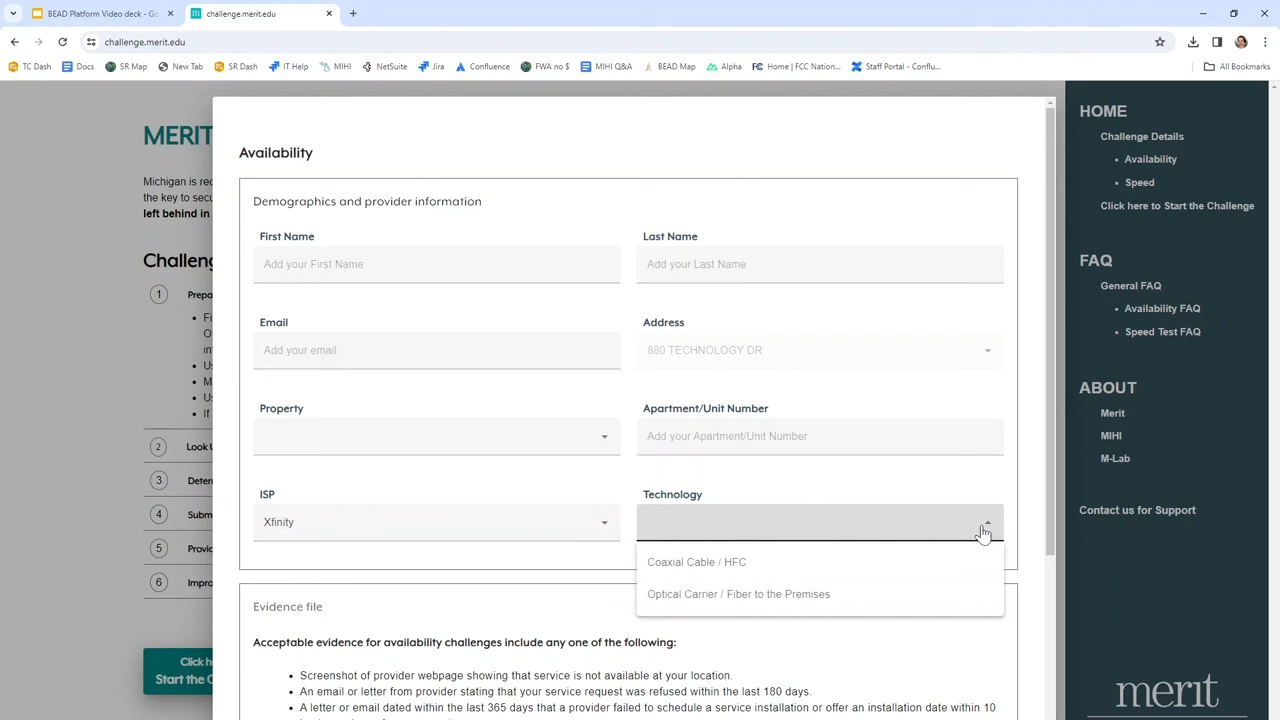 BEAD Platform Video deck - Go
challenge.merit.edu
challenge.merit.edu
TC Dash
Docs
SR Map
New Tab
SR Dash
IT Help
MIHI
NetSuite
Jira
Confluence
FWA no $
MIHI Q&A
BEAD Map
Alpha
Home | FCC Nation...
Staff Portal - Conflu...
All Bookmarks
MERIT
Michigan is rec
the key to secu
left behind in
Challeng
1 Prepa
Fi
O
in
Us
M
Us
If
2 Look U
3 Deter
4 Subm
5 Provid
6 Impro
Click h
Start the C
Availability
Demographics and provider information
First Name
Add your First Name
Last Name
Add your Last Name
Email
Add your email
Address
880 TECHNOLOGY DR
Property
Apartment/Unit Number
Add your Apartment/Unit Number
ISP
Xfinity
Technology
Coaxial Cable / HFC
Optical Carrier / Fiber to the Premises
Evidence file
Acceptable evidence for availability challenges include any one of the following:
Screenshot of provider webpage showing that service is not available at your location.
An email or letter from provider stating that your service request was refused within the last 180 days.
A letter or email dated within the last 365 days that a provider failed to schedule a service installation or offer an installation date within 10
HOME
Challenge Details
Availability
Speed
Click here to Start the Challenge
FAQ
General FAQ
Availability FAQ
Speed Test FAQ
ABOUT
Merit
MIHI
M-Lab
Contact us for Support
merit